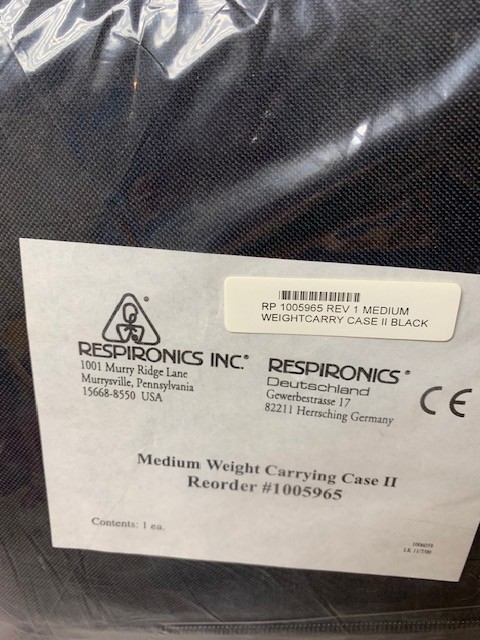 RP 1005965 REV 1 MEDIUM
WEIGHTCARRY CASE II BLACK
RESPIRONICS INC.®
1001 Murry Ridge Lane
Murrysville, Pennsylvania
15668-8550 USA
RESPIRONICS®
Deutschland
Gewerbestrasse 17
82211 Herrsching Germany
CE
Medium Weight Carrying Case II
Reorder #1005965
Contents: 1 ea.